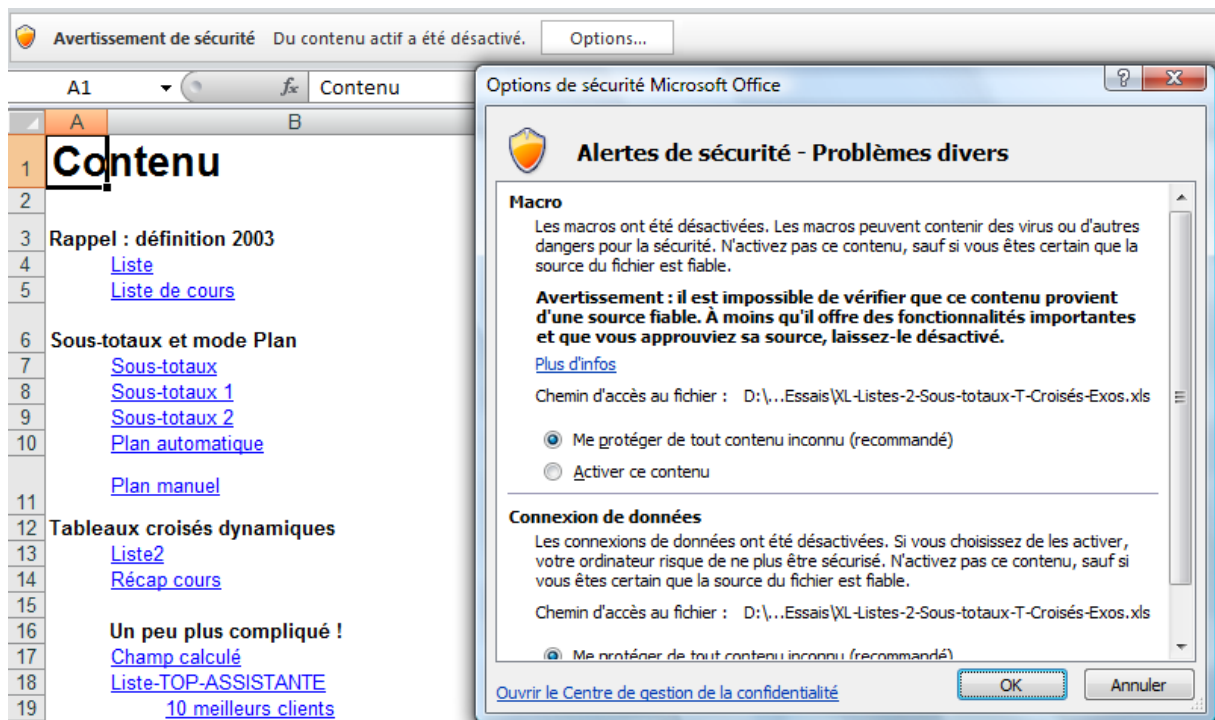 Avertissement de sécurité Du contenu actif a été désactivé. Options...
A1 fx Contenu
A B
1 Contenu
2
3 Rappel : définition 2003
4 Liste
5 Liste de cours
6 Sous-totaux et mode Plan
7 Sous-totaux
8 Sous-totaux 1
9 Sous-totaux 2
10 Plan automatique
11 Plan manuel
12 Tableaux croisés dynamiques
13 Liste2
14 Récap cours
15
16 Un peu plus compliqué !
17 Champ calculé
18 Liste-TOP-ASSISTANTE
19 10 meilleurs clients
Options de sécurité Microsoft Office
Alertes de sécurité - Problèmes divers
Macro
Les macros ont été désactivées. Les macros peuvent contenir des virus ou d'autres
dangers pour la sécurité. N'activez pas ce contenu, sauf si vous êtes certain que la
source du fichier est fiable.
Avertissement : il est impossible de vérifier que ce contenu provient
d'une source fiable. À moins qu'il offre des fonctionnalités importantes
et que vous approuviez sa source, laissez-le désactivé.
Plus d'infos
Chemin d'accès au fichier : D:\...Essais\XL-Listes-2-Sous-totaux-T-Croisés-Exos.xls
Me protéger de tout contenu inconnu (recommandé)
Activer ce contenu
Connexion de données
Les connexions de données ont été désactivées. Si vous choisissez de les activer,
votre ordinateur risque de ne plus être sécurisé. N'activez pas ce contenu, sauf si
vous êtes certain que la source du fichier est fiable.
Chemin d'accès au fichier : D:\...Essais\XL-Listes-2-Sous-totaux-T-Croisés-Exos.xls
Me protéger de tout contenu inconnu (recommandé)
Ouvrir le Centre de gestion de la confidentialité OK Annuler